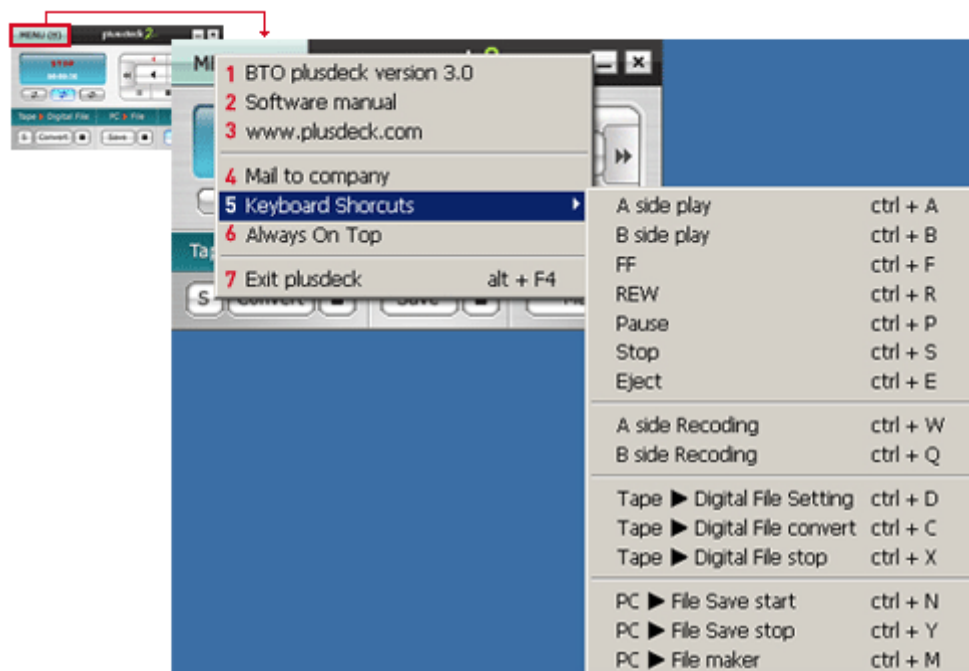 MENU (M) plusdeck 2
STOP
00:00:00
Tape ▶ Digital File PC ▶ File
S Convert ■ Save ■
1 BTO plusdeck version 3.0
2 Software manual
3 www.plusdeck.com
4 Mail to company
5 Keyboard Shorcuts
6 Always On Top
7 Exit plusdeck alt + F4
A side play ctrl + A
B side play ctrl + B
FF ctrl + F
REW ctrl + R
Pause ctrl + P
Stop ctrl + S
Eject ctrl + E
A side Recoding ctrl + W
B side Recoding ctrl + Q
Tape ▶ Digital File Setting ctrl + D
Tape ▶ Digital File convert ctrl + C
Tape ▶ Digital File stop ctrl + X
PC ▶ File Save start ctrl + N
PC ▶ File Save stop ctrl + Y
PC ▶ File maker ctrl + M
S Convert Save